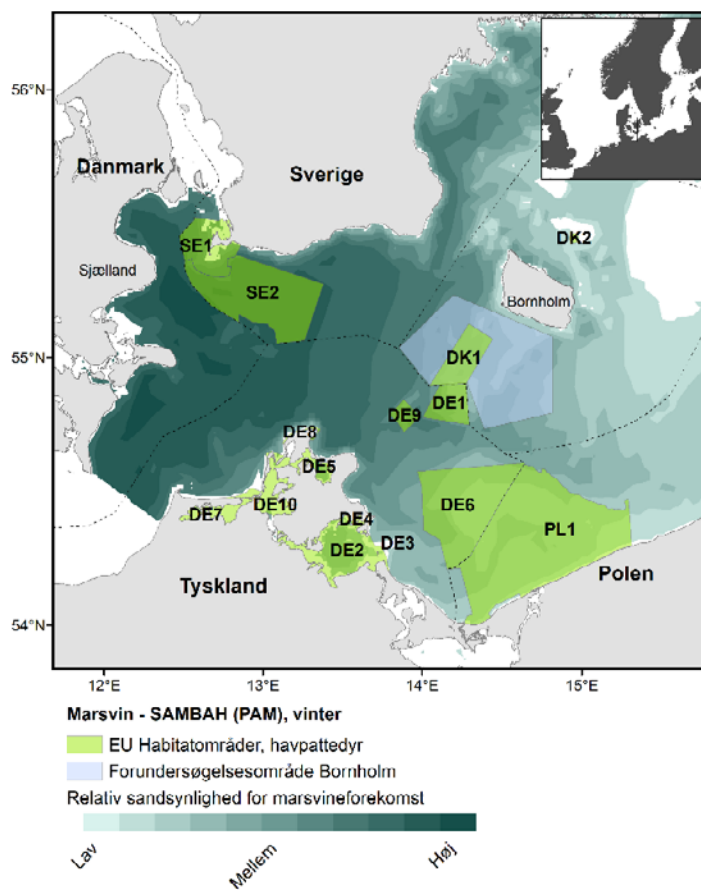 56°N
Danmark
Sverige
SE1
DK2
Sjælland
SE2
Bornholm
55°N
DK1
DE1
DE9
DE8
DE5
DE10
DE6
DE7
DE4
PL1
DE2
DE3
Tyskland
Polen
54°N
12°E
13°E
14°E
15°E
Marsvin - SAMBAH (PAM), vinter
EU Habitatområder, havpattedyr
Forundersøgelsesområde Bornholm
Relativ sandsynlighed for marsvineforekomst
Lav
Mellem
Høj